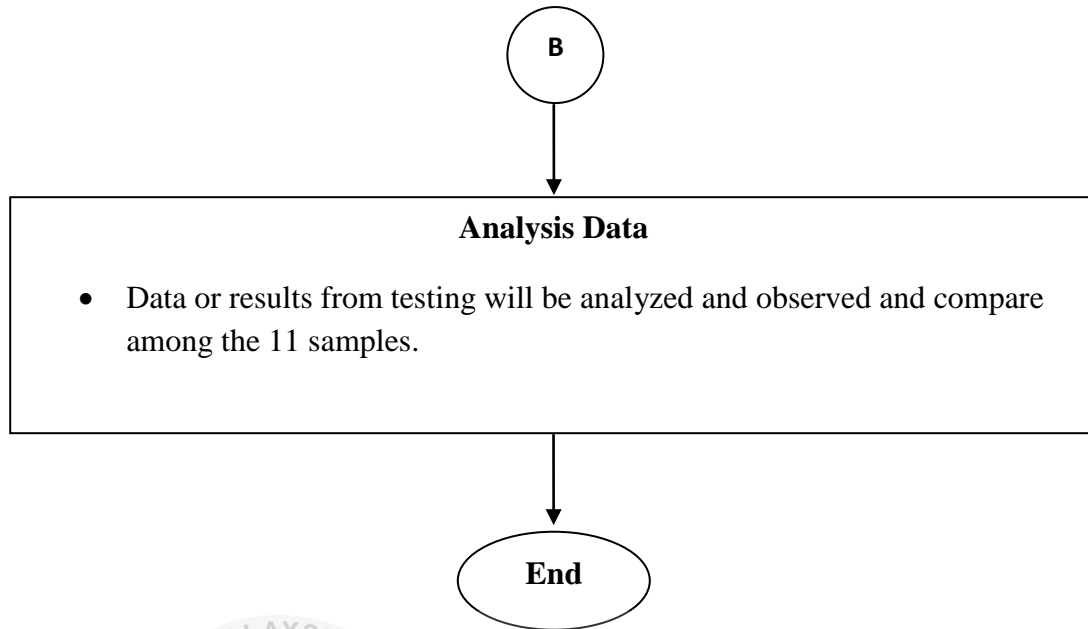 B
Analysis Data
• Data or results from testing will be analyzed and observed and compare
among the 11 samples.
End